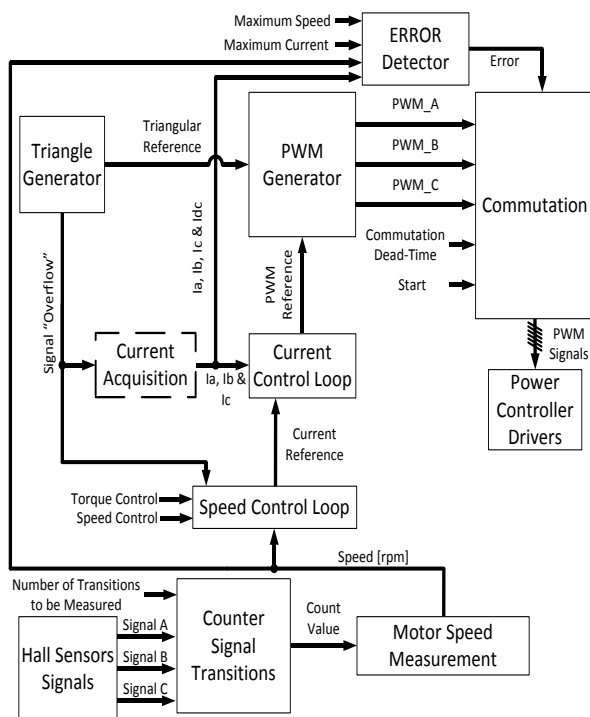 Maximum Speed
Maximum Current
ERROR
Detector
Error
Triangle
Generator
Triangular
Reference
PWM
Generator
PWM_A
PWM_B
PWM_C
Commutation
Commutation
Dead-Time
Start
Ia, Ib, Ic & Idc
PWM
Reference
Signal "Overflow"
Current
Acquisition
Ia, Ib &
Ic
Current
Control Loop
PWM
Signals
Power
Controller
Drivers
Current
Reference
Torque Control
Speed Control
Speed Control Loop
Speed [rpm]
Number of Transitions
to be Measured
Hall Sensors
Signals
Signal A
Signal B
Signal C
Counter
Signal
Transitions
Count
Value
Motor Speed
Measurement